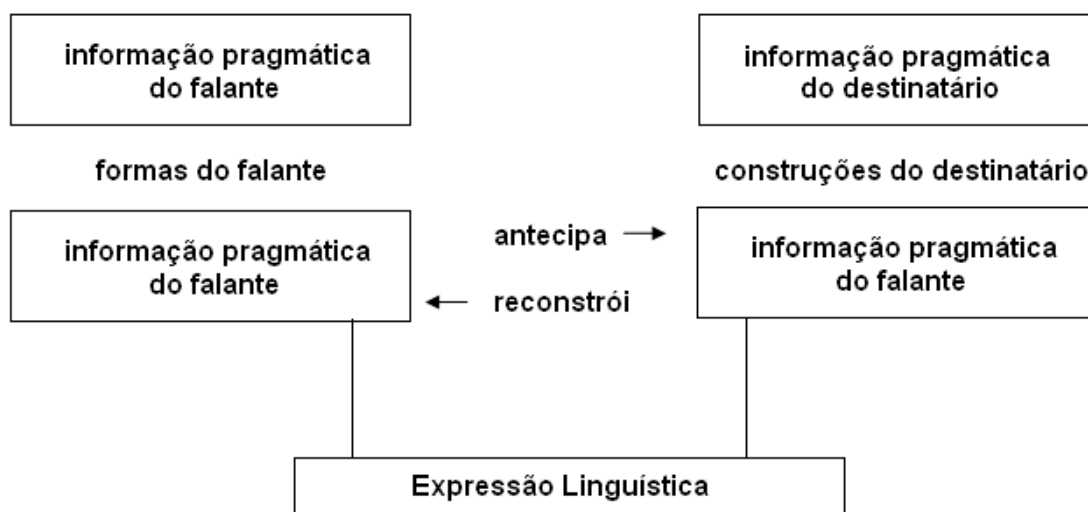 informação pragmática
do falante
informação pragmática
do destinatário
formas do falante
construções do destinatário
informação pragmática
do falante
antecipa
reconstrói
informação pragmática
do falante
Expressão Linguística